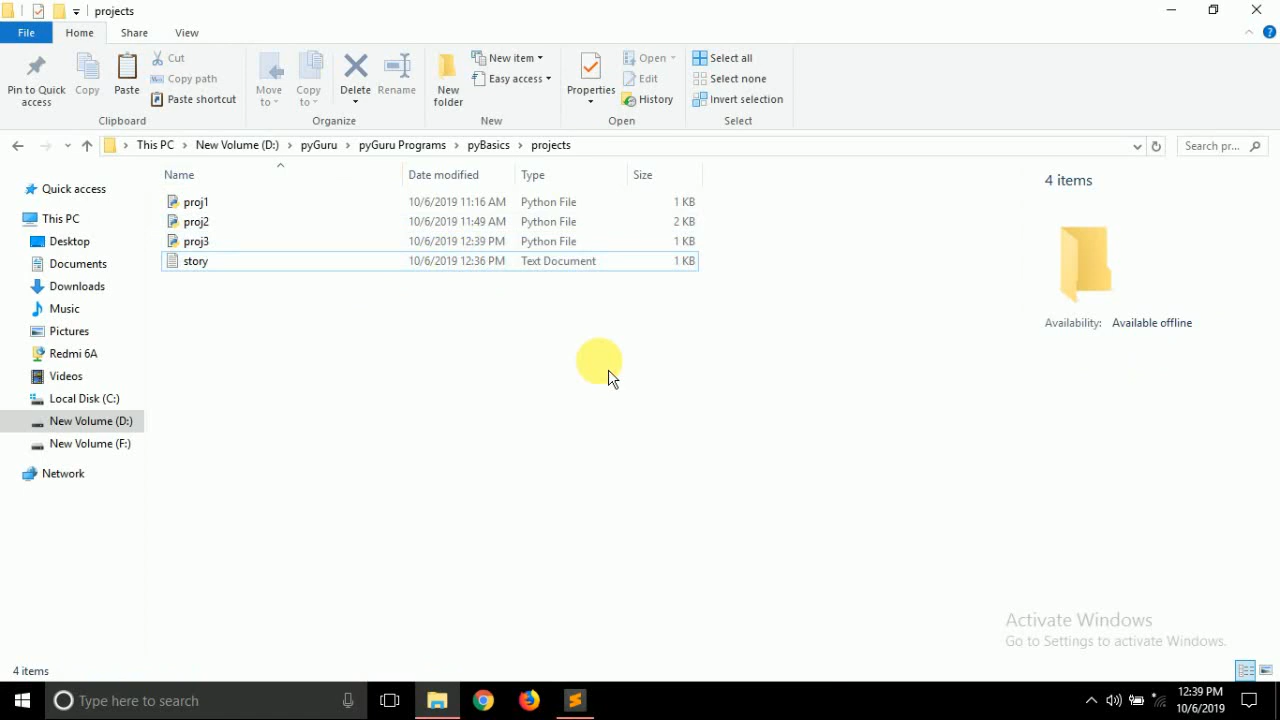 projects
File Home Share View
Pin to Quick access
Copy
Paste
Cut
Copy path
Paste shortcut
Clipboard
Move to
Copy to
Delete
Rename
Organize
New folder
New item
Easy access
New
Properties
Open
Edit
History
Open
Select all
Select none
Invert selection
Select
This PC New Volume (D:) pyGuru pyGuru Programs pyBasics projects
Search pr...
Quick access
This PC
Desktop
Documents
Downloads
Music
Pictures
Redmi 6A
Videos
Local Disk (C:)
New Volume (D:)
New Volume (F:)
Network
Name Date modified Type Size
proj1 10/6/2019 11:16 AM Python File 1 KB
proj2 10/6/2019 11:49 AM Python File 2 KB
proj3 10/6/2019 12:39 PM Python File 1 KB
story 10/6/2019 12:36 PM Text Document 1 KB
4 items
Availability: Available offline
Activate Windows
Go to Settings to activate Windows.
4 items
Type here to search
12:39 PM
10/6/2019